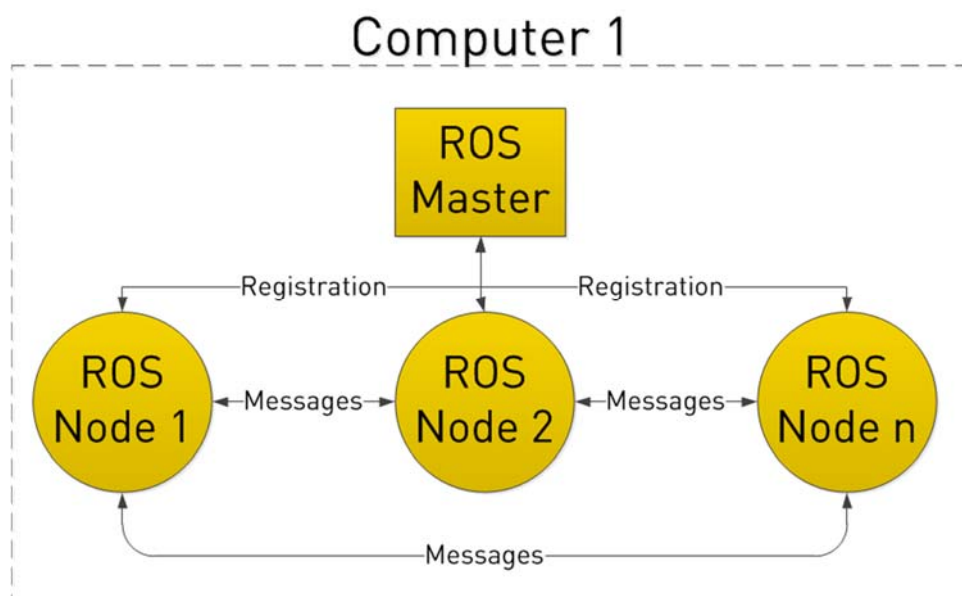 Computer 1
ROS
Master
Registration
Registration
ROS
Node 1
Messages
ROS
Node 2
Messages
ROS
Node n
Messages